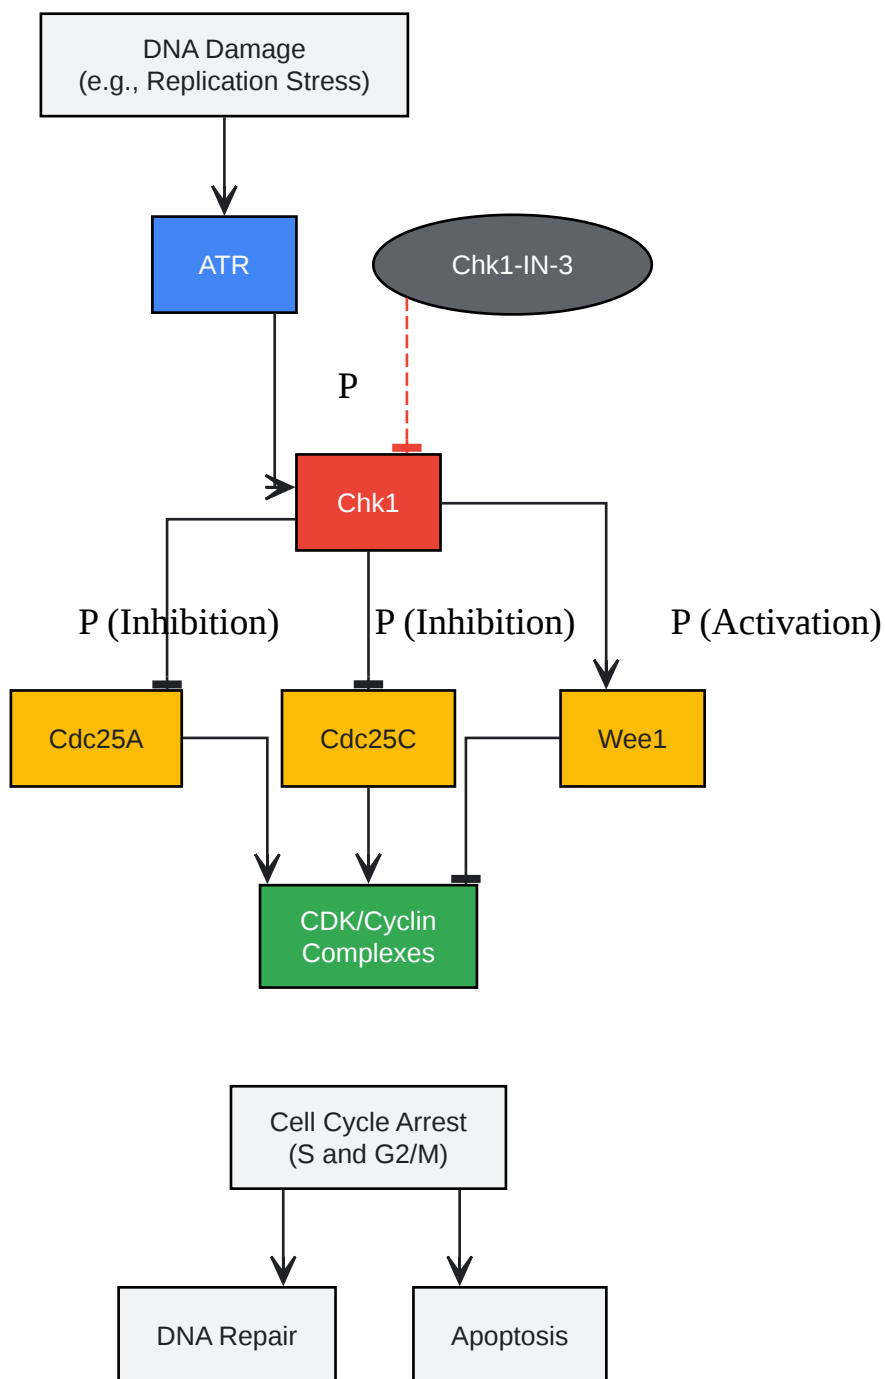 DNA Damage
(e.g., Replication Stress)
ATR
Chk1-IN-3
P
Chk1
P (Inhibition)
P (Inhibition)
P (Activation)
Cdc25A
Cdc25C
Wee1
CDK/Cyclin
Complexes
Cell Cycle Arrest
(S and G2/M)
DNA Repair
Apoptosis